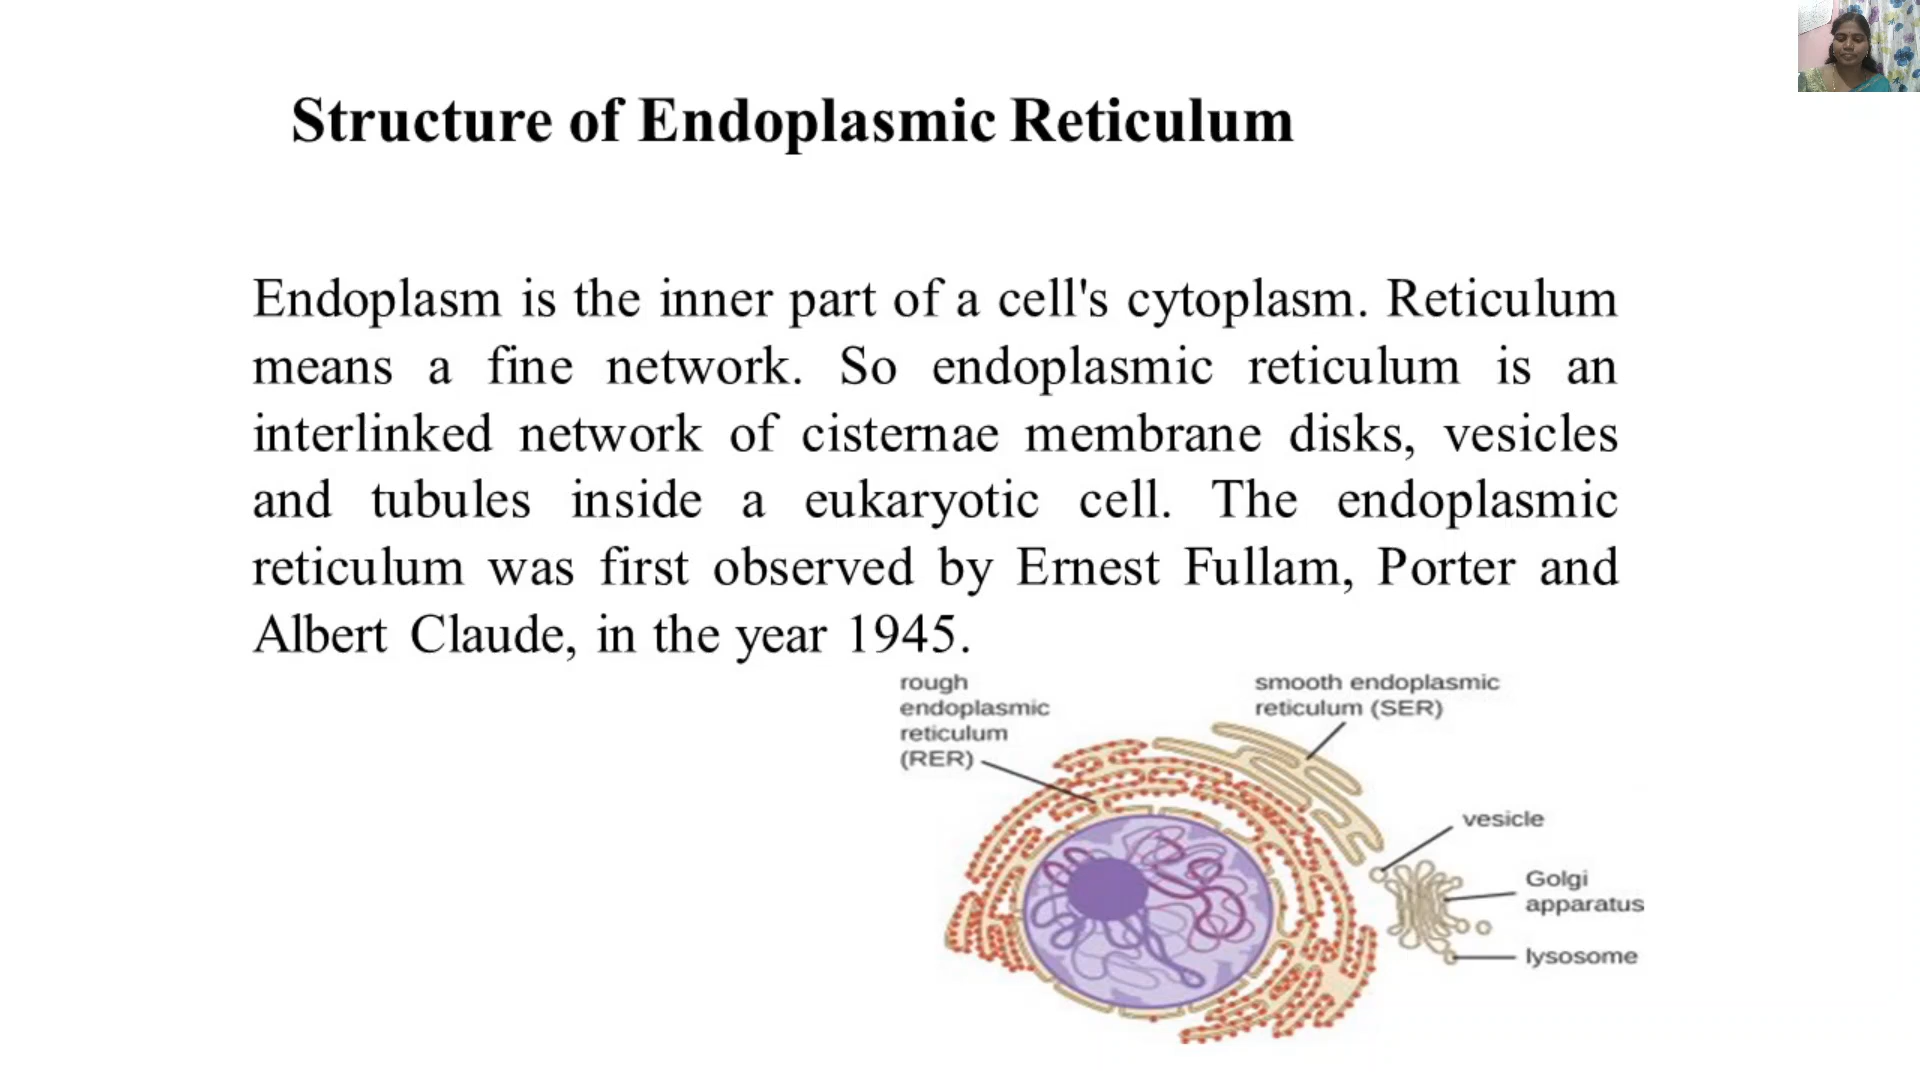 Structure of Endoplasmic Reticulum
Endoplasm is the inner part of a cell's cytoplasm. Reticulum
means a fine network. So endoplasmic reticulum is an
interlinked network of cisternae membrane disks, vesicles
and tubules inside a eukaryotic cell. The endoplasmic
reticulum was first observed by Ernest Fullam, Porter and
Albert Claude, in the year 1945.
rough
endoplasmic
reticulum
(RER)
smooth endoplasmic
reticulum (SER)
vesicle
Golgi
apparatus
lysosome